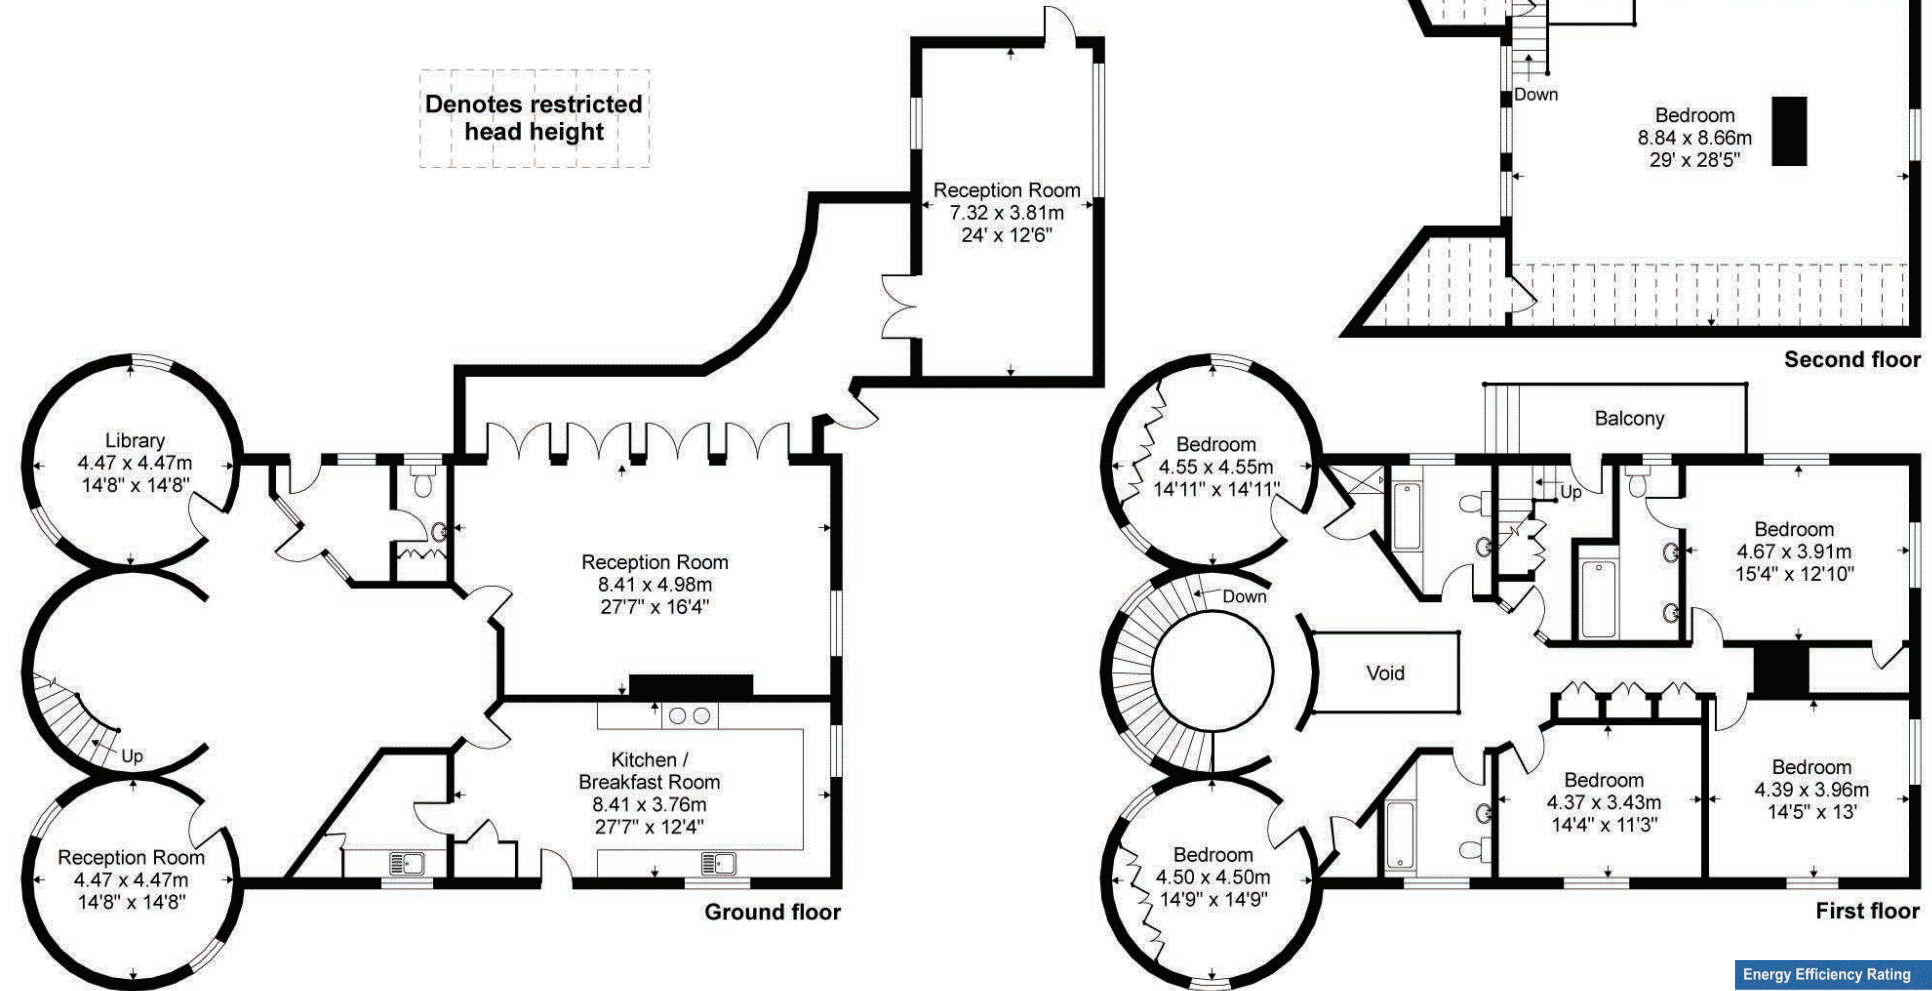 Denotes restricted
head height
Reception Room
7.32 x 3.81m
24' x 12'6"
Library
4.47 x 4.47m
14'8" x 14'8"
Reception Room
8.41 x 4.98m
27'7" x 16'4"
Up
Kitchen /
Breakfast Room
8.41 x 3.76m
27'7" x 12'4"
Reception Room
4.47 x 4.47m
14'8" x 14'8"
Ground floor
Down
Bedroom
8.84 x 8.66m
29' x 28'5"
Second floor
Balcony
Bedroom
4.55 x 4.55m
14'11" x 14'11"
Up
Bedroom
4.67 x 3.91m
15'4" x 12'10"
Down
Void
Bedroom
4.37 x 3.43m
14'4" x 11'3"
Bedroom
4.39 x 3.96m
14'5" x 13'
Bedroom
4.50 x 4.50m
14'9" x 14'9"
First floor
Energy Efficiency Rating